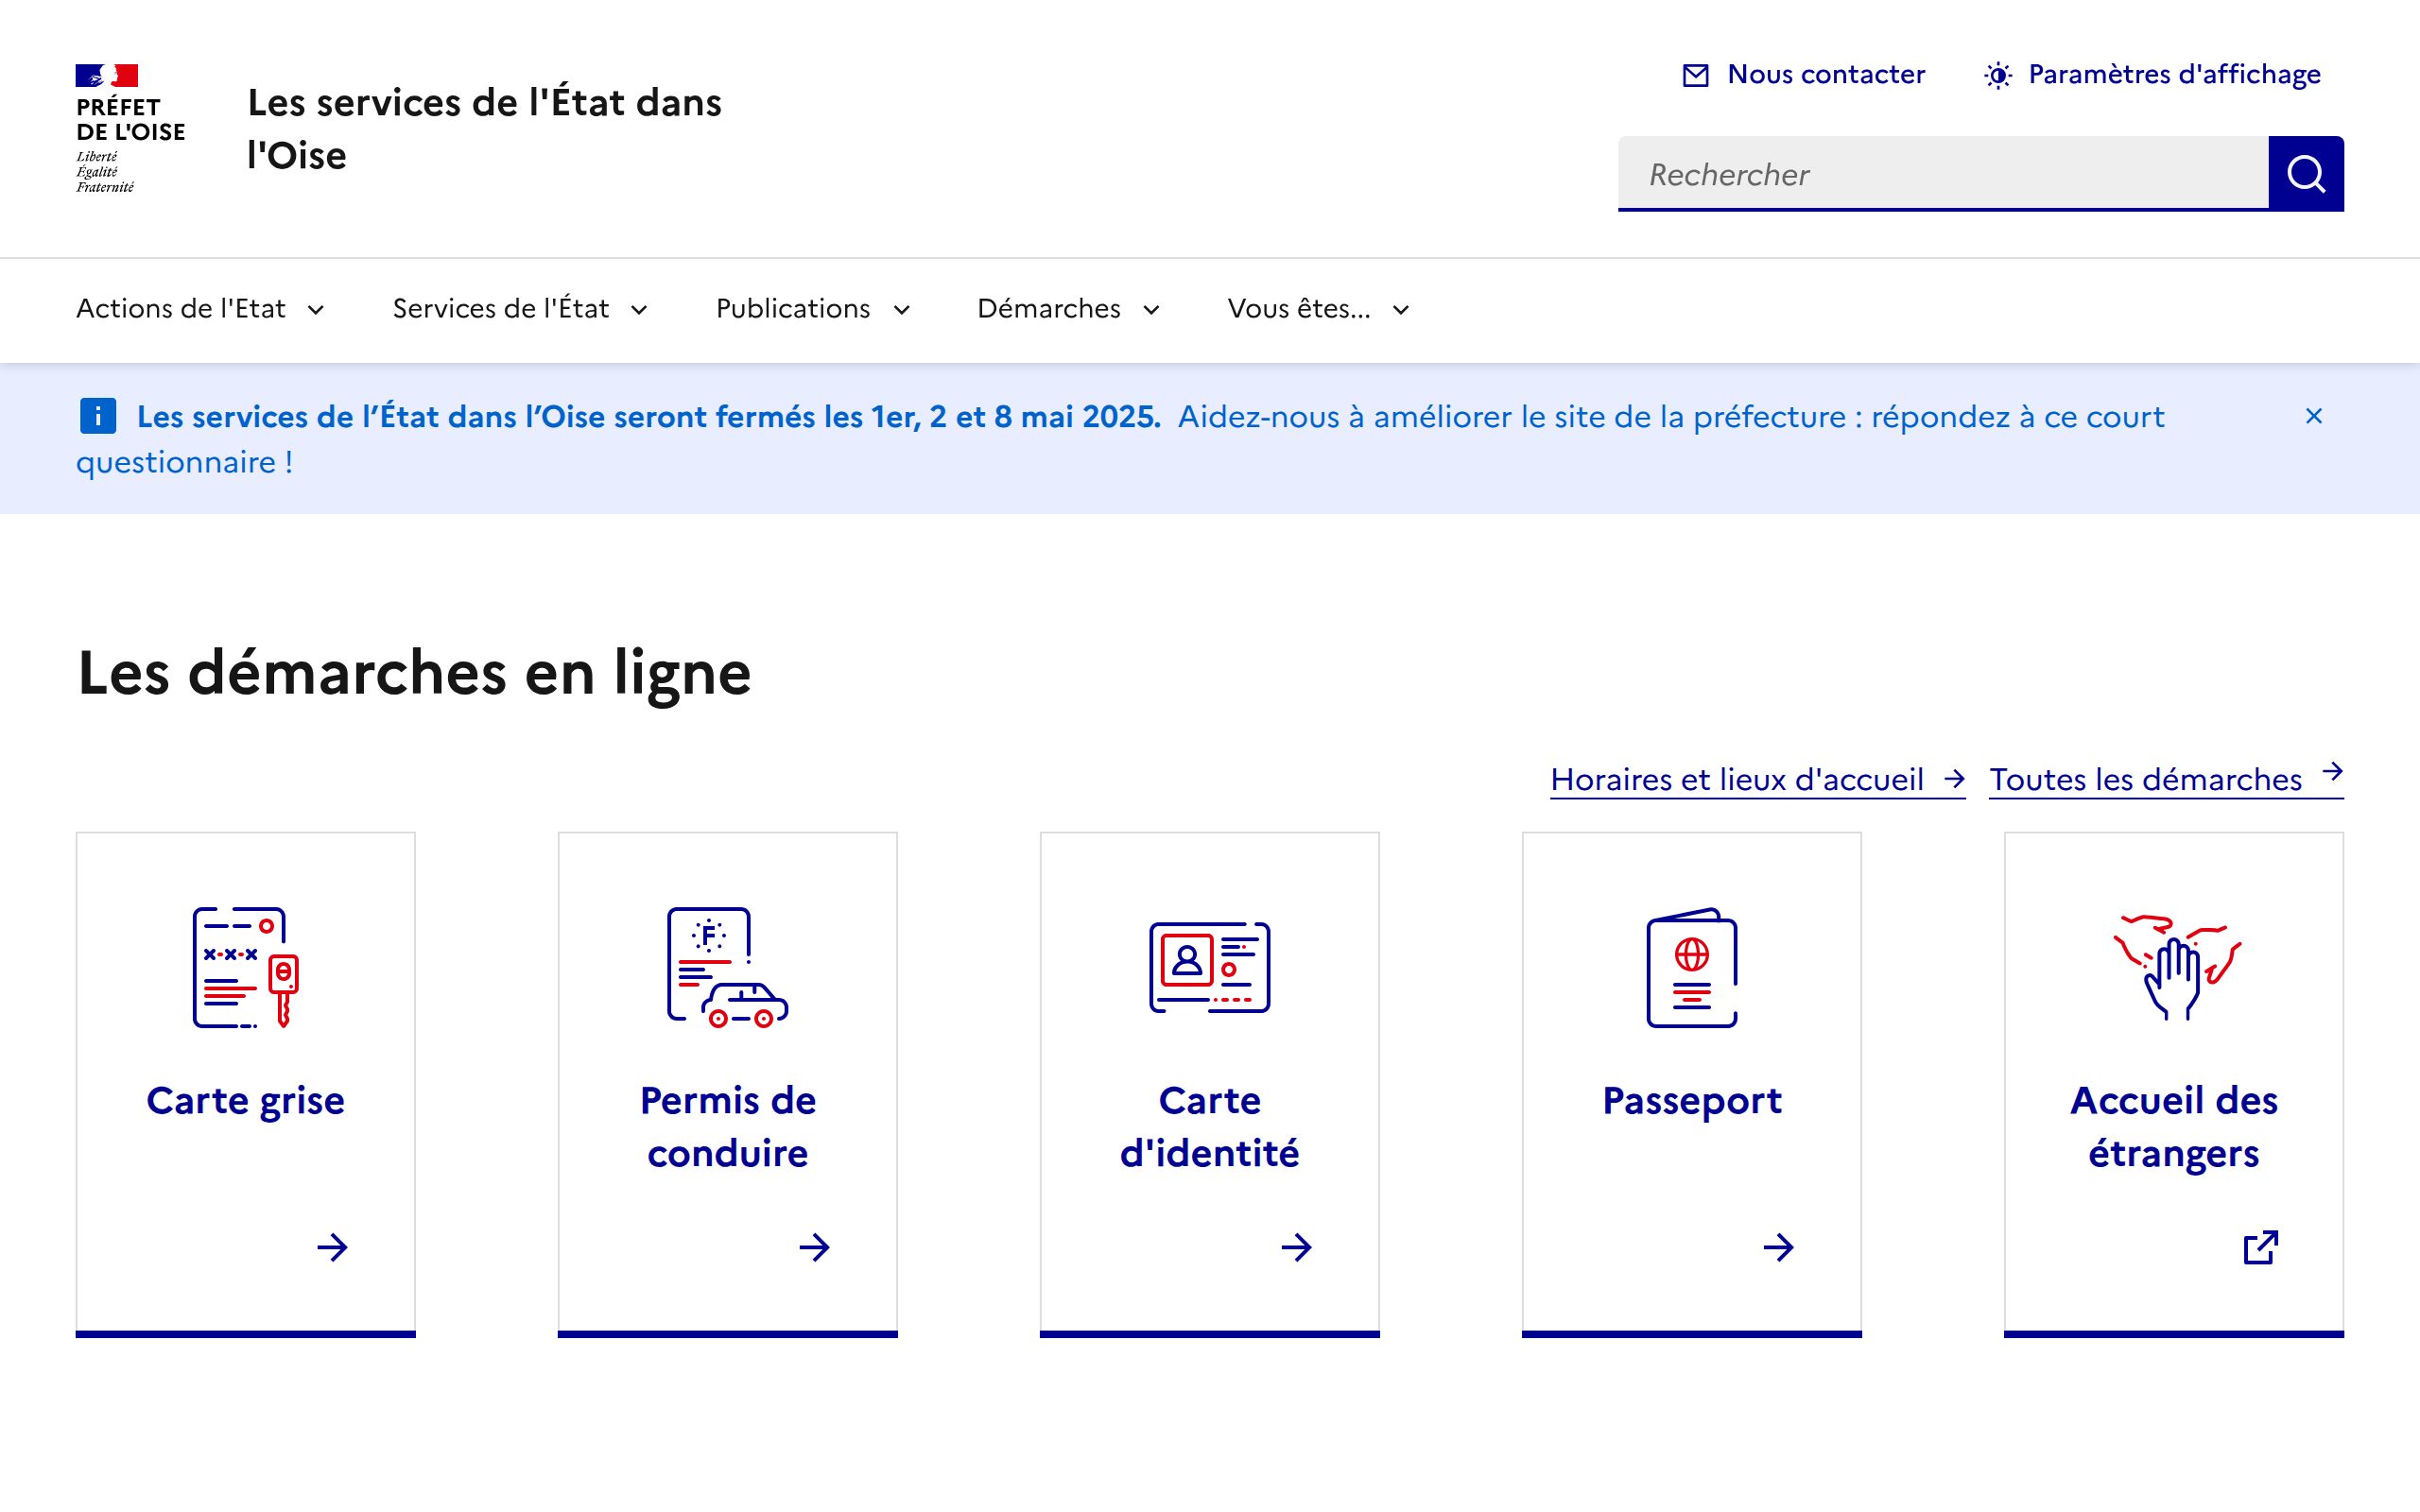 PRÉFET
DE L'OISE
Liberté
Égalité
Fraternité
Les services de l'État dans
l'Oise
Nous contacter
Paramètres d'affichage
Rechercher
Actions de l'Etat
Services de l'État
Publications
Démarches
Vous êtes...
Les services de l’État dans l’Oise seront fermés les 1er, 2 et 8 mai 2025. Aidez-nous à améliorer le site de la préfecture : répondez à ce court
questionnaire !
Les démarches en ligne
Horaires et lieux d'accueil
Toutes les démarches
Carte grise
Permis de
conduire
Carte
d'identité
Passeport
Accueil des
étrangers